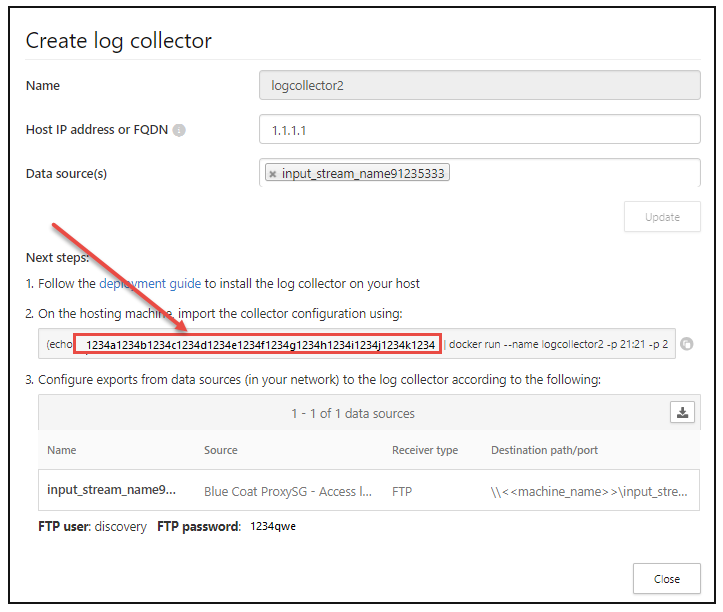 Create log collector
Name logcollector2
Host IP address or FQDN 1.1.1.1
Data source(s) input_stream_name91235333
Update
Next steps:
1. Follow the deployment guide to install the log collector on your host
2. On the hosting machine, import the collector configuration using:
(echo 1234a1234b1234c1234d1234e1234f1234g1234h1234i1234j1234k1234 | docker run --name logcollector2 -p 21:21 -p 2
3. Configure exports from data sources (in your network) to the log collector according to the following:
1 - 1 of 1 data sources
Name Source Receiver type Destination path/port
input_stream_name9... Blue Coat ProxySG - Access l... FTP \\<<machine_name>>\input_stre...
FTP user: discovery FTP password: 1234qwe
Close